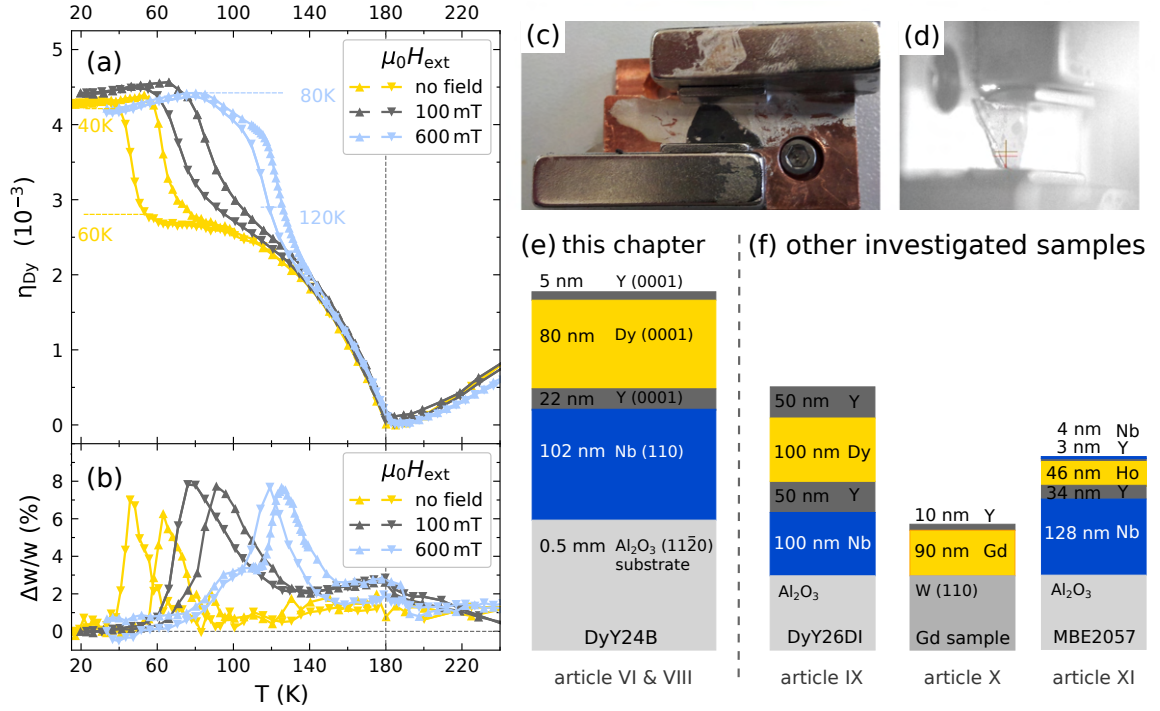 20 60 100 140 180 220
(a)
μ₀H_ext
no field
100 mT
600 mT
80K
40K
120K
60K
η_Dy (10⁻³)
5
4
3
2
1
0
(b)
μ₀H_ext
no field
100 mT
600 mT
Δw/w (%)
8
6
4
2
0
20 60 100 140 180 220
T (K)
(c)
(d)
(e) this chapter
5 nm Y (0001)
80 nm Dy (0001)
22 nm Y (0001)
102 nm Nb (110)
0.5 mm Al₂O₃ (112̄0)
substrate
DyY24B
article VI & VIII
(f) other investigated samples
50 nm Y
100 nm Dy
50 nm Y
100 nm Nb
Al₂O₃
DyY26DI
article IX
10 nm Y
90 nm Gd
W (110)
Gd sample
article X
4 nm Nb
3 nm Y
46 nm Ho
34 nm Y
128 nm Nb
Al₂O₃
MBE2057
article XI